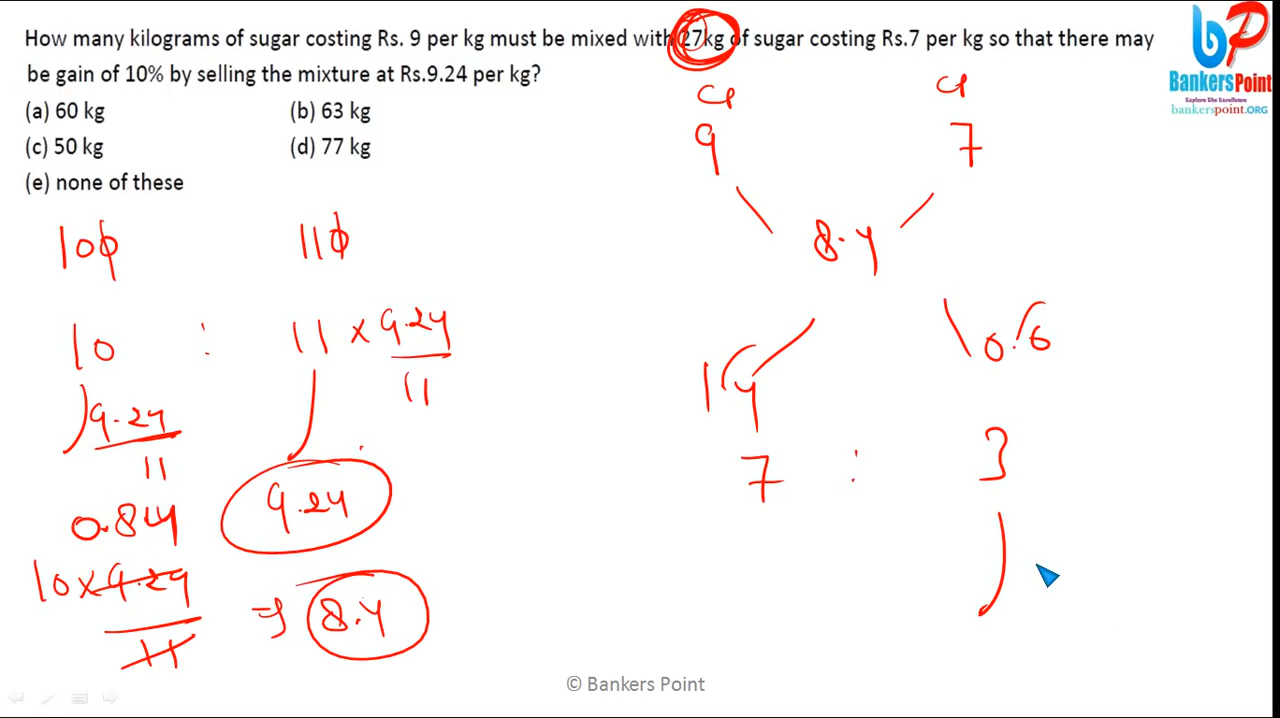 How many kilograms of sugar costing Rs. 9 per kg must be mixed with 27kg of sugar costing Rs.7 per kg so that there may
be gain of 10% by selling the mixture at Rs.9.24 per kg?
(a) 60 kg (b) 63 kg
(c) 50 kg (d) 77 kg
(e) none of these
bp
BankersPoint
Explore The Excellence
bankerspoint.ORG
CP CP
9 7
8.4
1.4 0.6
7 : 3
100 110
10 : 11 × 9.24
11
9.24
11
0.84 9.24
10 × 9.24
11
⇒ 8.4
© Bankers Point